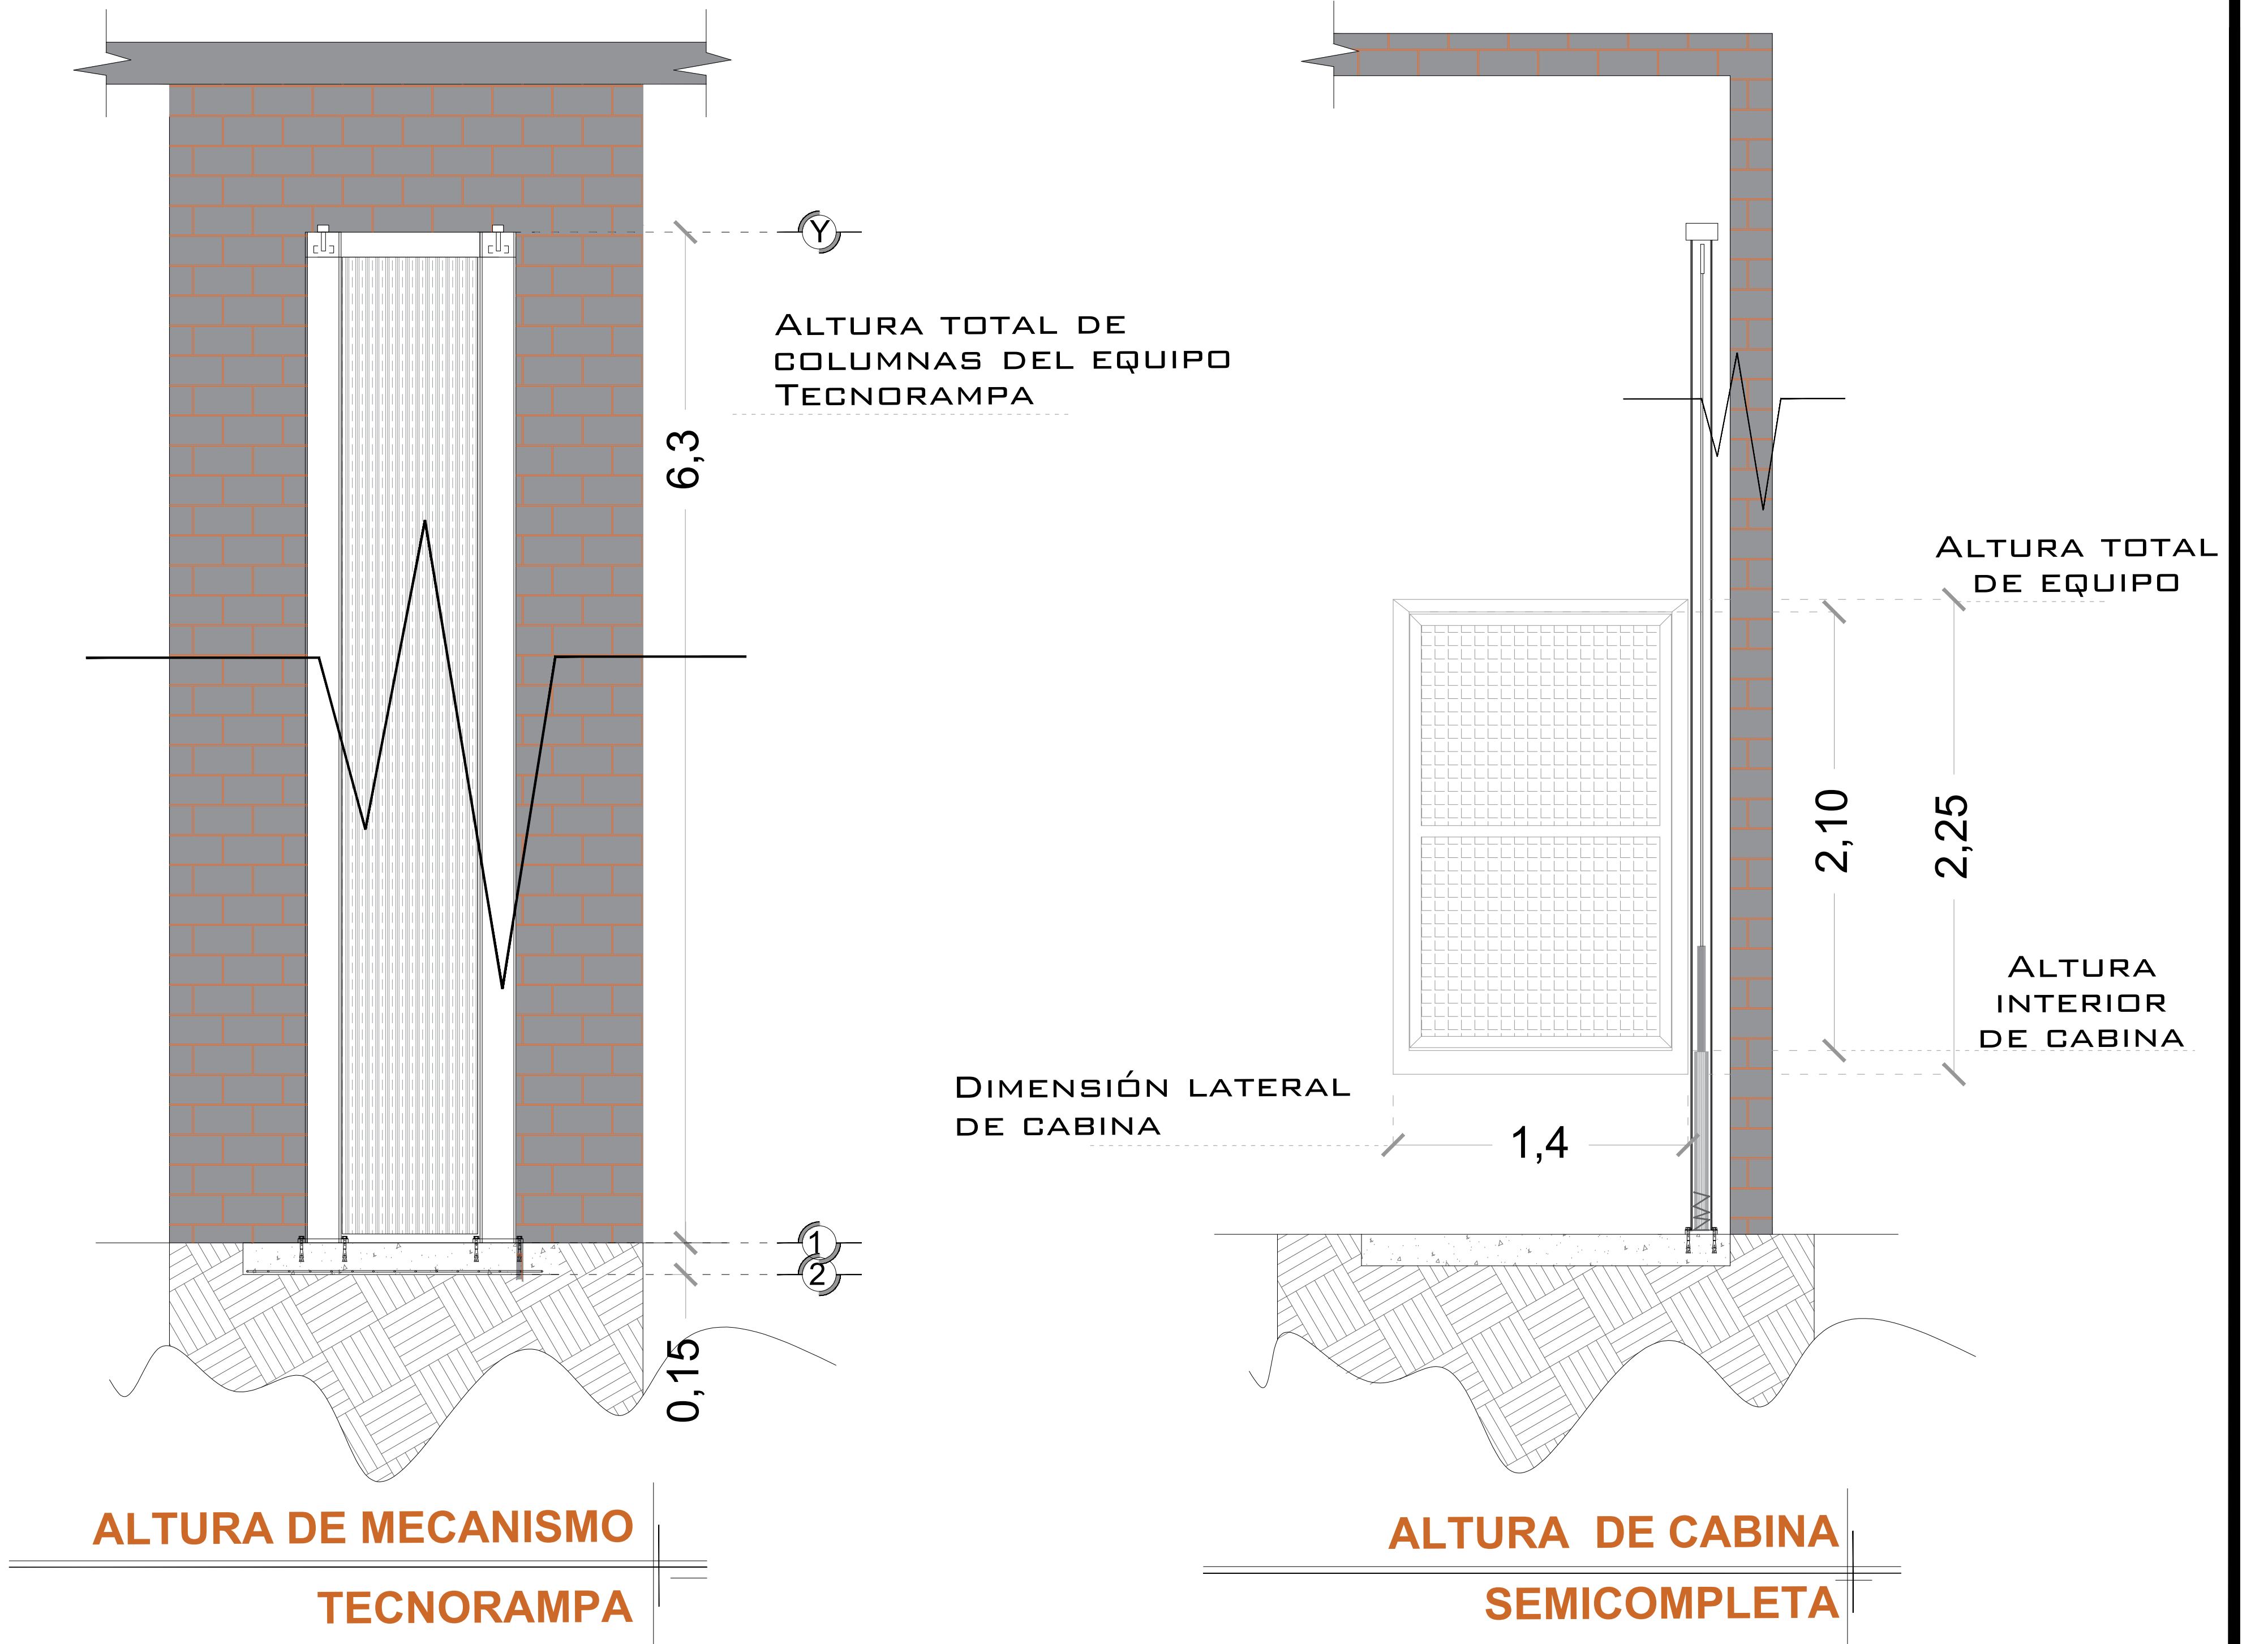 Y
ALTURA TOTAL DE
COLUMNAS DEL EQUIPO
TECNORAMPA
6,3
1
2
0,15
ALTURA DE MECANISMO
TECNORAMPA
ALTURA TOTAL
DE EQUIPO
2,10
2,25
ALTURA
INTERIOR
DE CABINA
DIMENSIÓN LATERAL
DE CABINA
1,4
ALTURA DE CABINA
SEMICOMPLETA